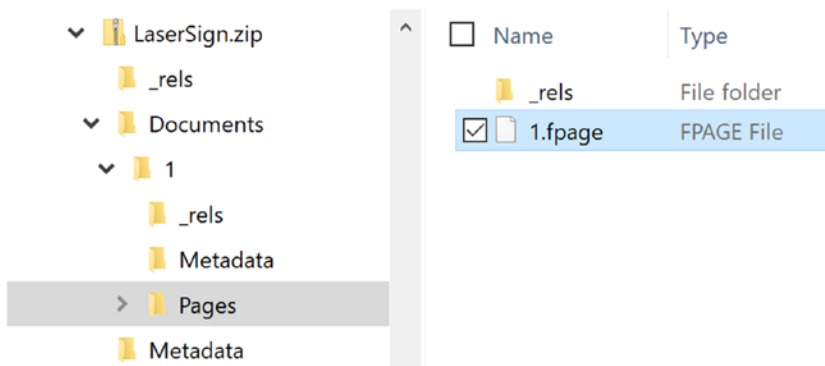 LaserSign.zip
_rels
Documents
1
_rels
Metadata
Pages
Metadata
Name Type
_rels File folder
1.fpage FPAGE File